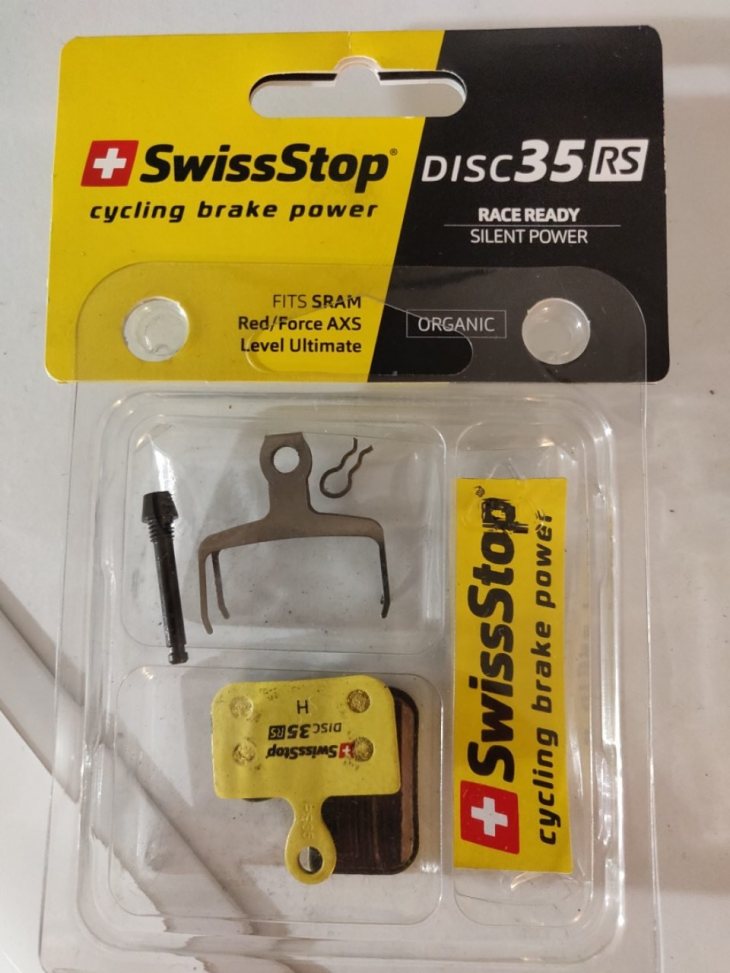 SwissStop®
cycling brake power
DISC35 RS
RACE READY
SILENT POWER
FITS SRAM
Red/Force AXS
Level Ultimate
ORGANIC
SwissStop®
cycling brake power
H
DISC35 RS
SwissStop